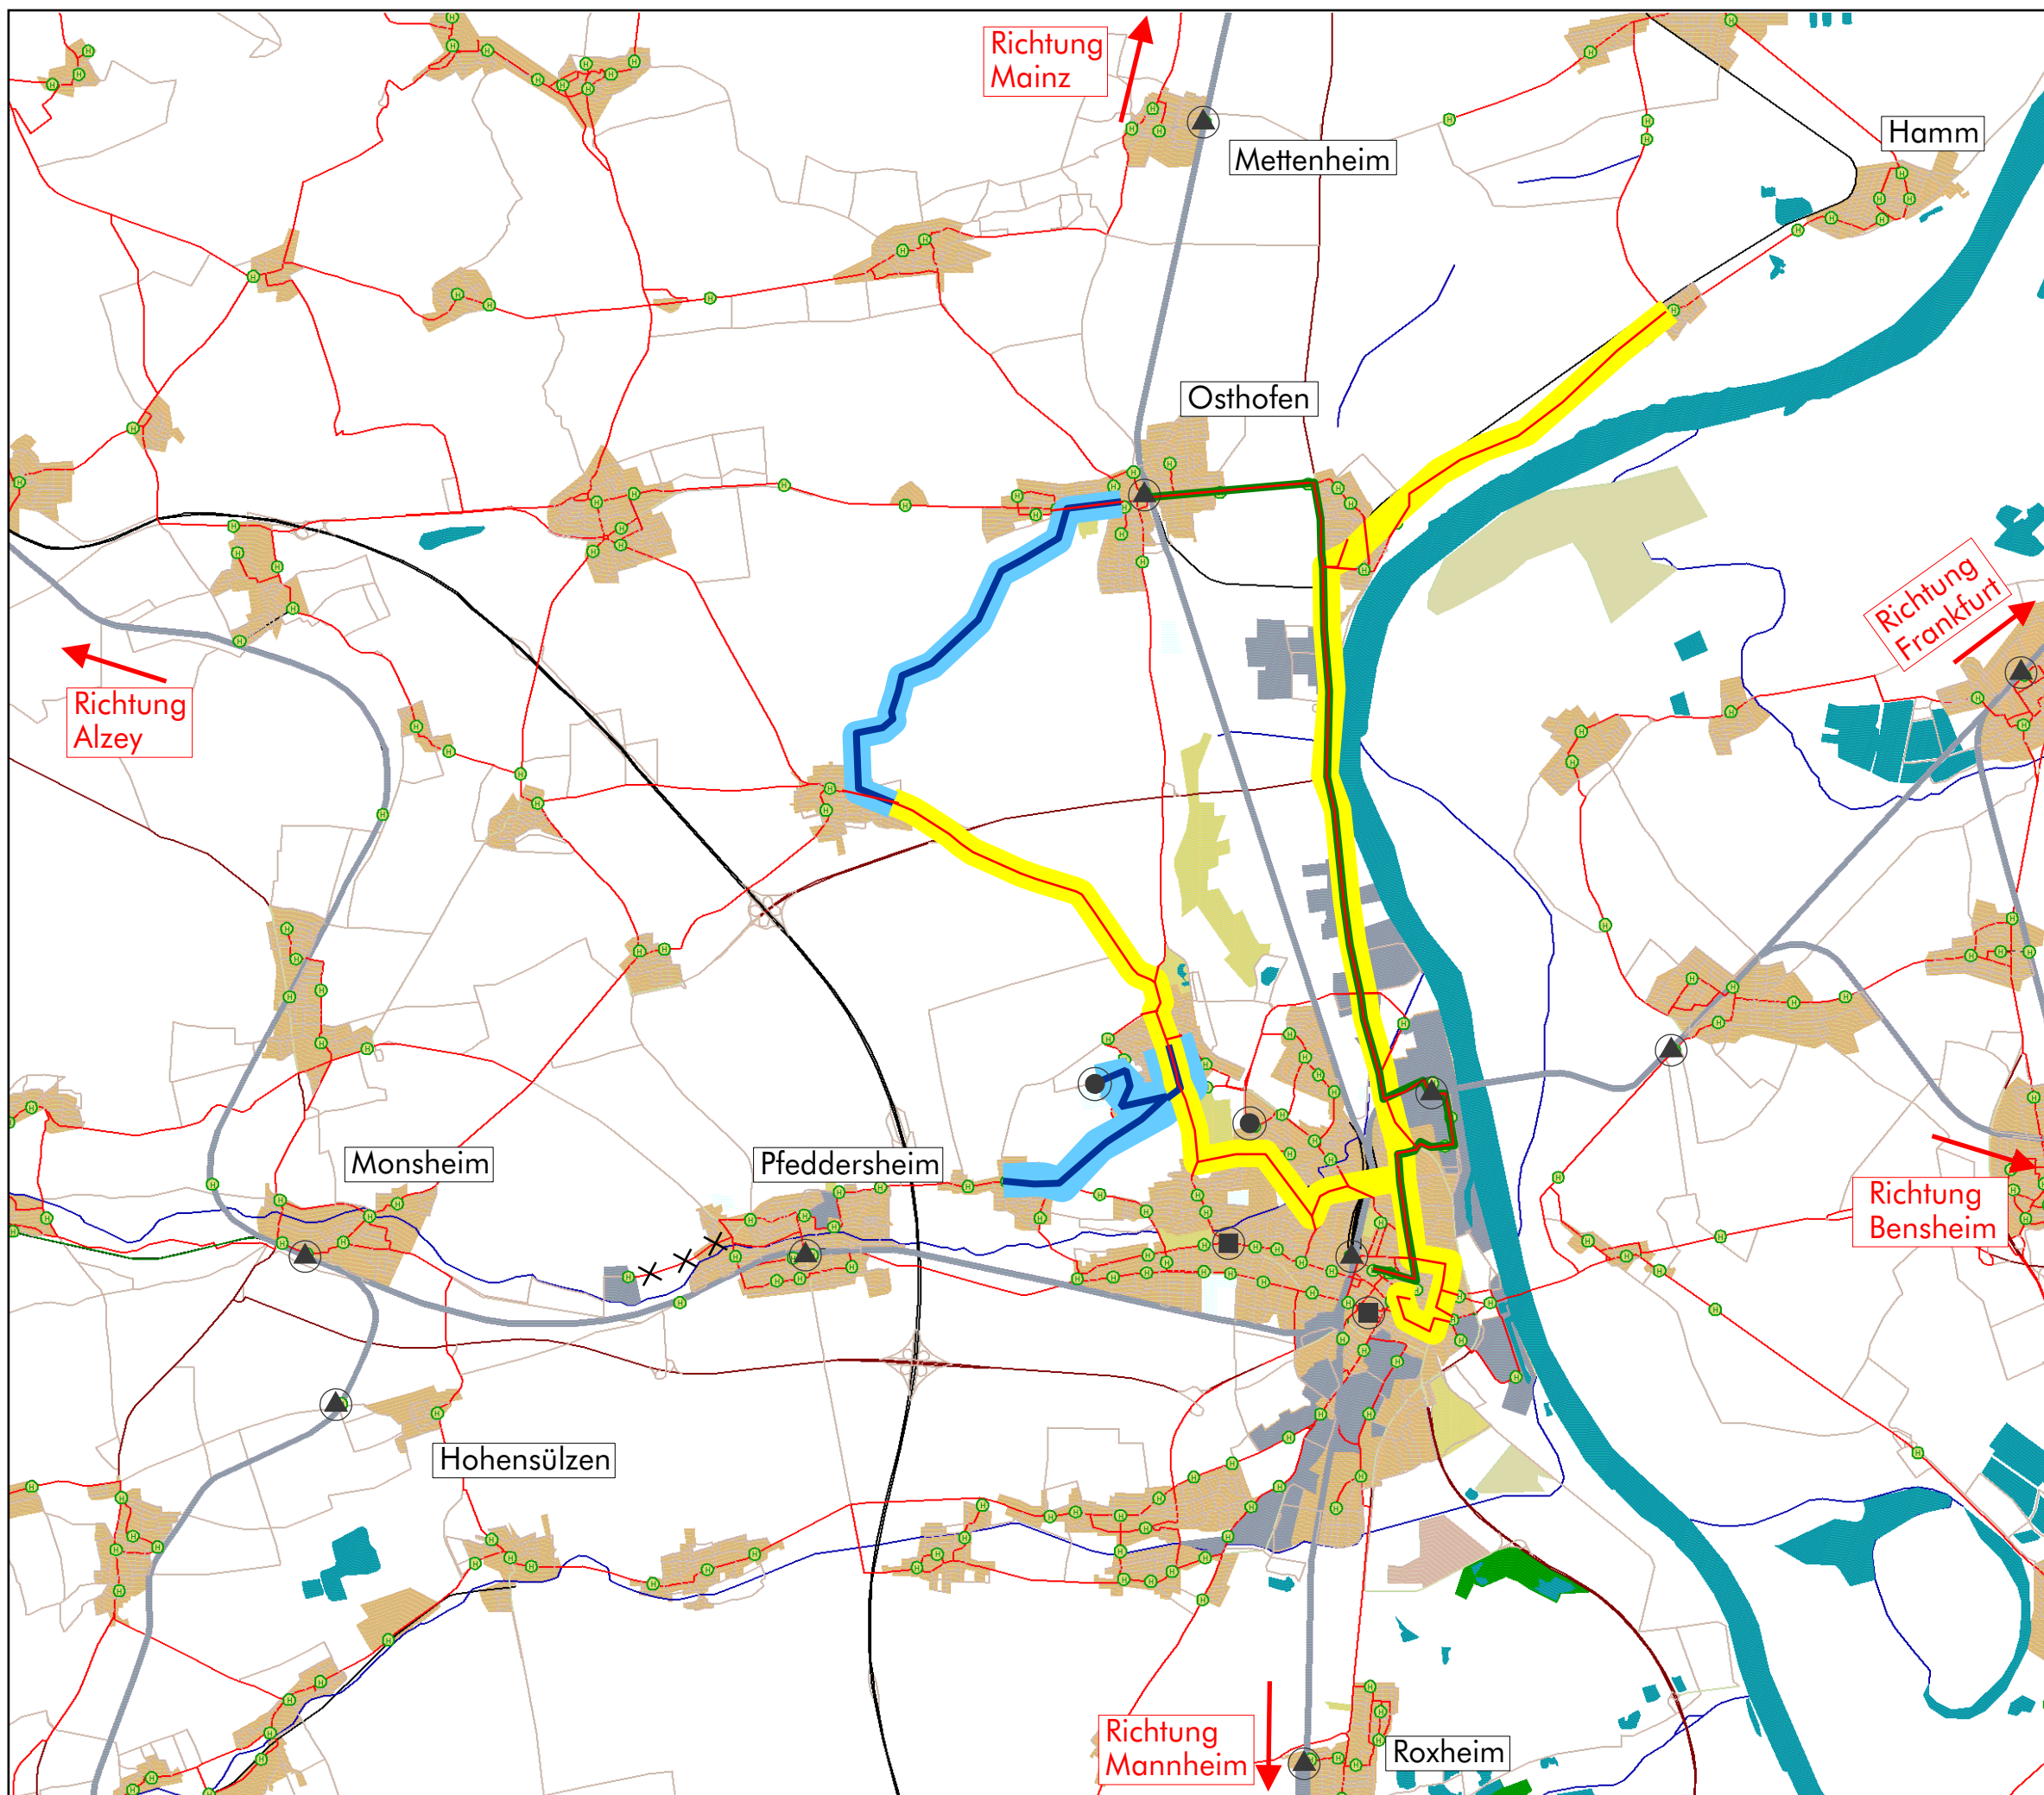 Richtung
Mainz
Mettenheim
Hamm
Osthofen
Richtung
Frankfurt
Richtung
Alzey
Monsheim
Pfeddersheim
Richtung
Bensheim
Hohensülzen
Richtung
Mannheim
Roxheim